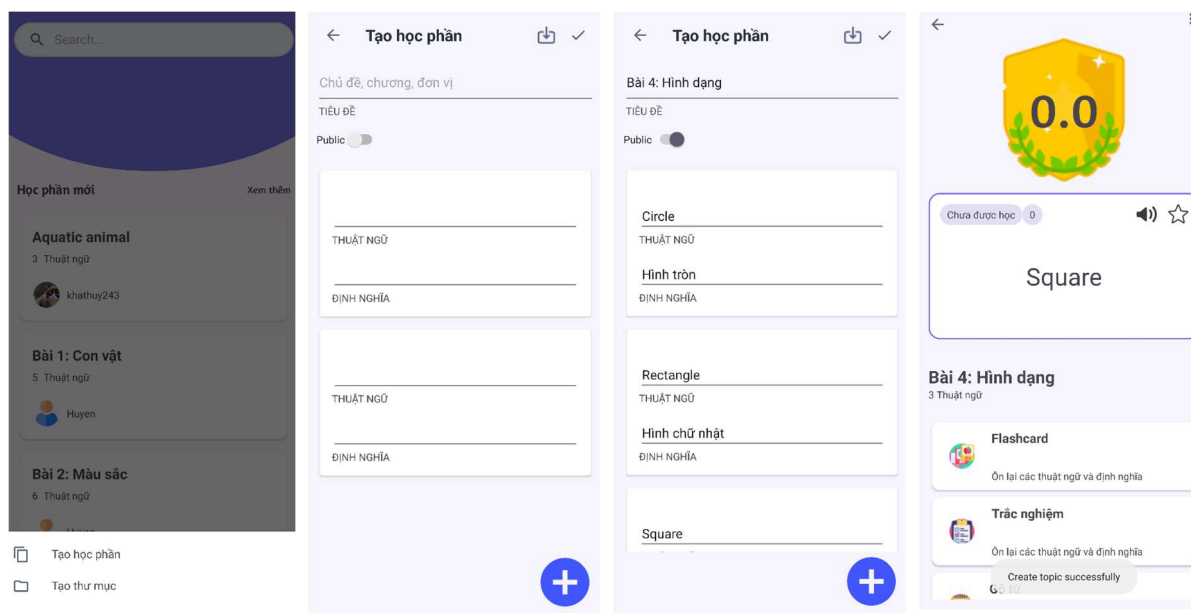 Search...
Học phần mới
Xem thêm
Aquatic animal
3 Thuật ngữ
khathuy243
Bài 1: Con vật
5 Thuật ngữ
Huyen
Bài 2: Màu sắc
6 Thuật ngữ
Tạo học phần
Tạo thư mục
Tạo học phần
Chủ đề, chương, đơn vị
TIÊU ĐỀ
Public
THUẬT NGỮ
ĐỊNH NGHĨA
THUẬT NGỮ
ĐỊNH NGHĨA
Tạo học phần
Bài 4: Hình dạng
TIÊU ĐỀ
Public
Circle
THUẬT NGỮ
Hình tròn
ĐỊNH NGHĨA
Rectangle
THUẬT NGỮ
Hình chữ nhật
ĐỊNH NGHĨA
Square
0.0
Chưa được học 0
Square
Bài 4: Hình dạng
3 Thuật ngữ
Flashcard
Ôn lại các thuật ngữ và định nghĩa
Trắc nghiệm
Ôn lại các thuật ngữ và định nghĩa
Create topic successfully